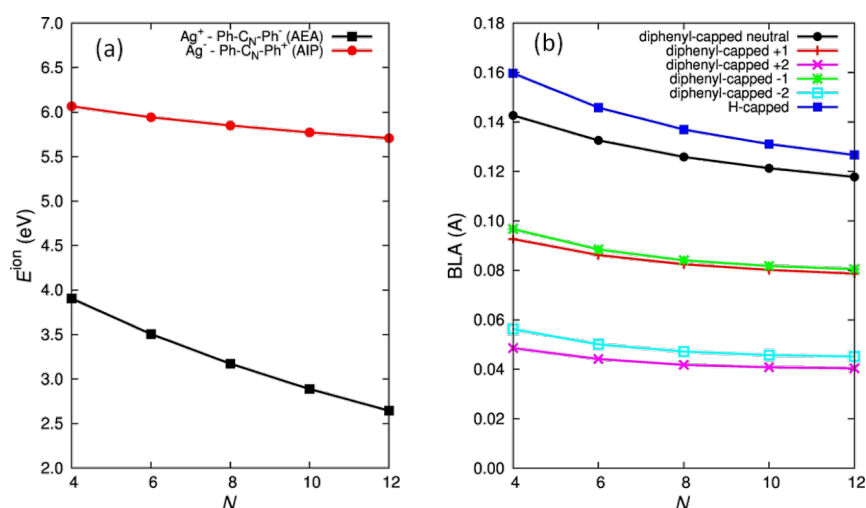 (a)
Ag⁺ - Ph-C_N-Ph⁻ (AEA)
Ag⁻ - Ph-C_N-Ph⁺ (AIP)
7.0
6.5
6.0
5.5
5.0
4.5
4.0
3.5
3.0
2.5
2.0
E^ion (eV)
4 6 8 10 12
N
(b)
diphenyl-capped neutral
diphenyl-capped +1
diphenyl-capped +2
diphenyl-capped -1
diphenyl-capped -2
H-capped
0.18
0.16
0.14
0.12
0.10
0.08
0.06
0.04
0.02
0.00
BLA (A)
4 6 8 10 12
N